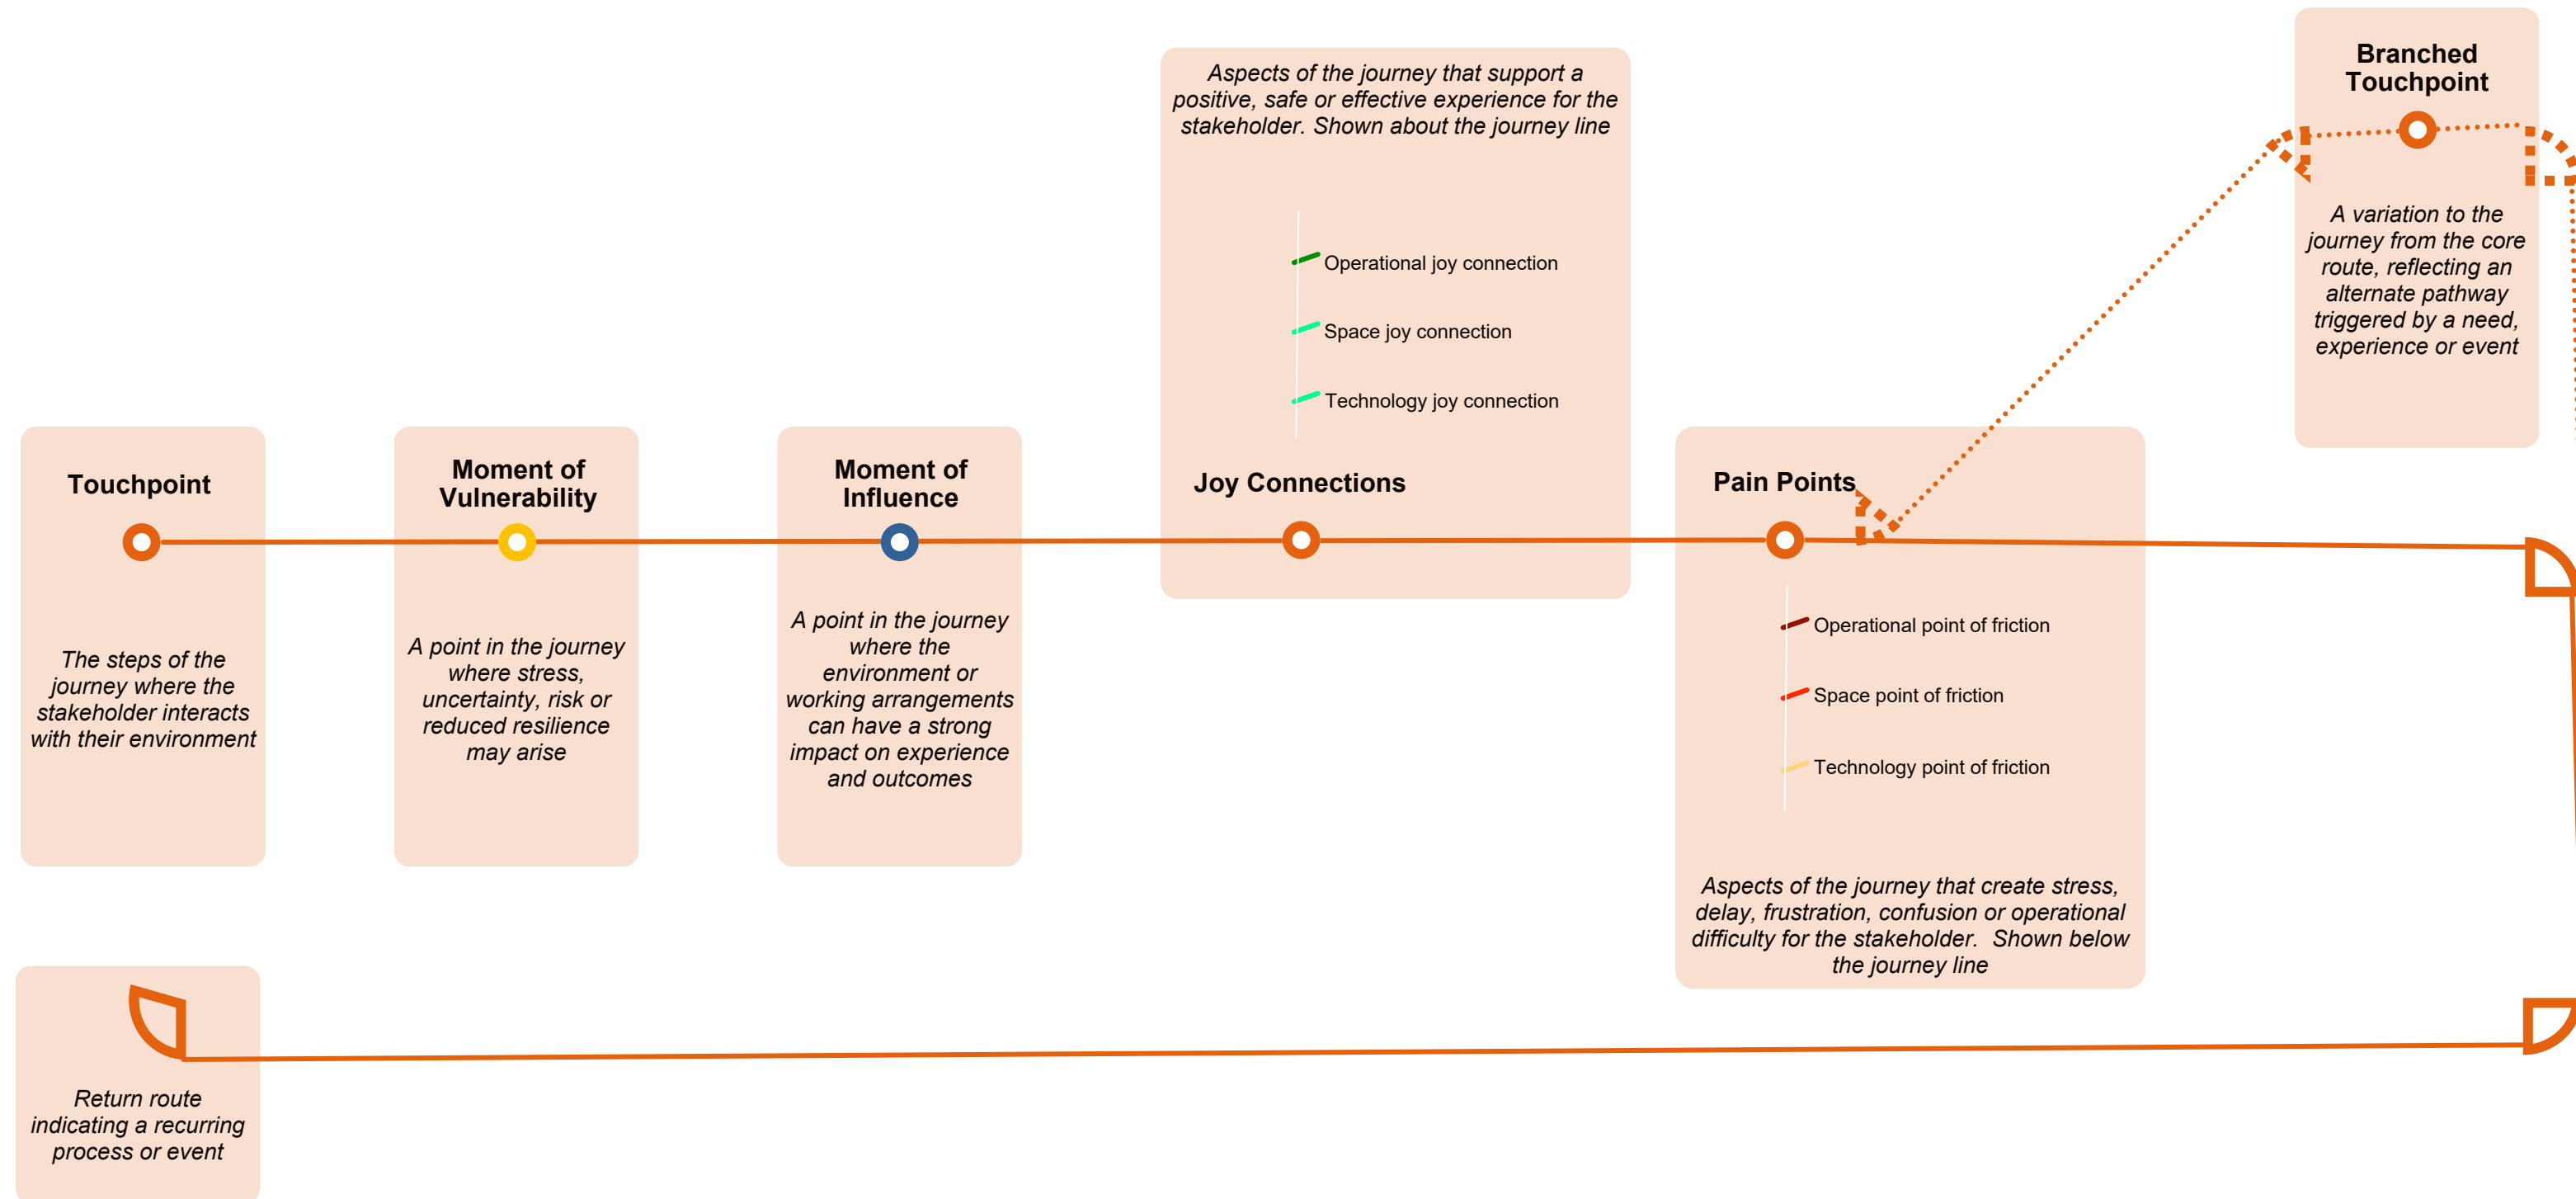 Touchpoint
The steps of the
journey where the
stakeholder interacts
with their environment
Moment of
Vulnerability
A point in the journey
where stress,
uncertainty, risk or
reduced resilience
may arise
Moment of
Influence
A point in the journey
where the
environment or
working arrangements
can have a strong
impact on experience
and outcomes
Aspects of the journey that support a
positive, safe or effective experience for the
stakeholder. Shown about the journey line
Operational joy connection
Space joy connection
Technology joy connection
Joy Connections
Pain Points
Operational point of friction
Space point of friction
Technology point of friction
Aspects of the journey that create stress,
delay, frustration, confusion or operational
difficulty for the stakeholder.  Shown below
the journey line
Branched
Touchpoint
A variation to the
journey from the core
route, reflecting an
alternate pathway
triggered by a need,
experience or event
Return route
indicating a recurring
process or event